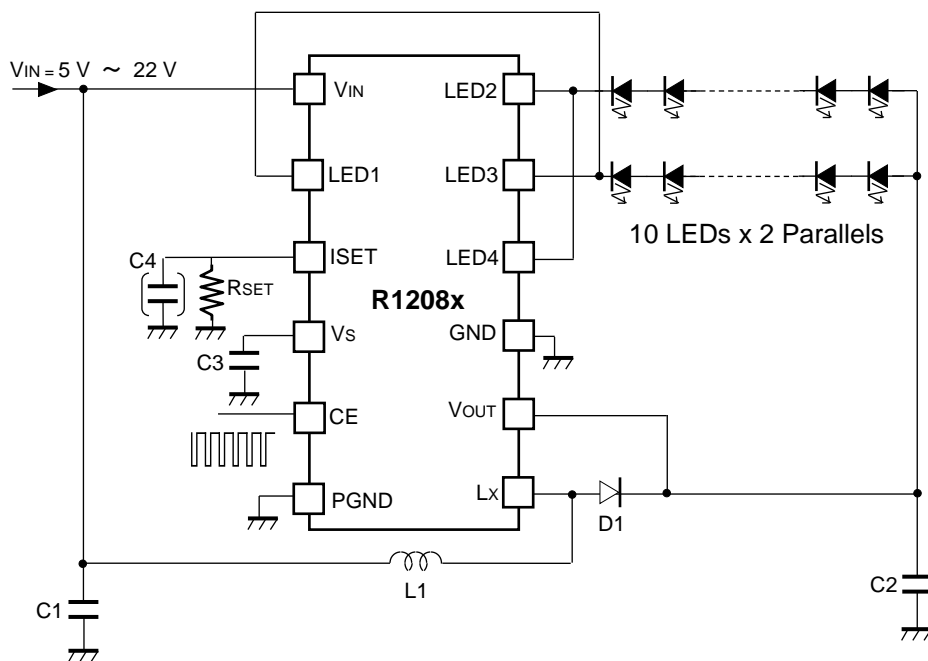 VIN = 5 V ～ 22 V
VIN
LED2
LED1
LED3
10 LEDs x 2 Parallels
C4
RSET
ISET
LED4
R1208x
C3
VS
GND
CE
VOUT
PGND
LX
D1
L1
C1
C2